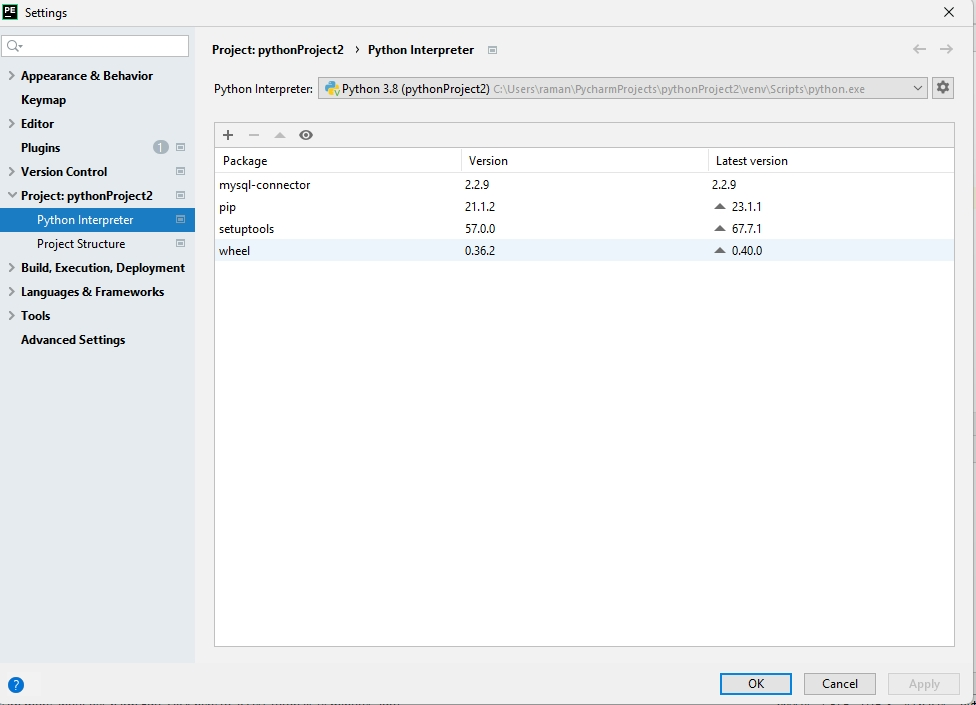 PE Settings
Project: pythonProject2 › Python Interpreter
Appearance & Behavior
Keymap
Editor
Plugins 1
Version Control
Project: pythonProject2
Python Interpreter
Project Structure
Build, Execution, Deployment
Languages & Frameworks
Tools
Advanced Settings
Python Interpreter: Python 3.8 (pythonProject2) C:\Users\raman\PycharmProjects\pythonProject2\venv\Scripts\python.exe
Package Version Latest version
mysql-connector 2.2.9 2.2.9
pip 21.1.2 23.1.1
setuptools 57.0.0 67.7.1
wheel 0.36.2 0.40.0
? OK Cancel Apply